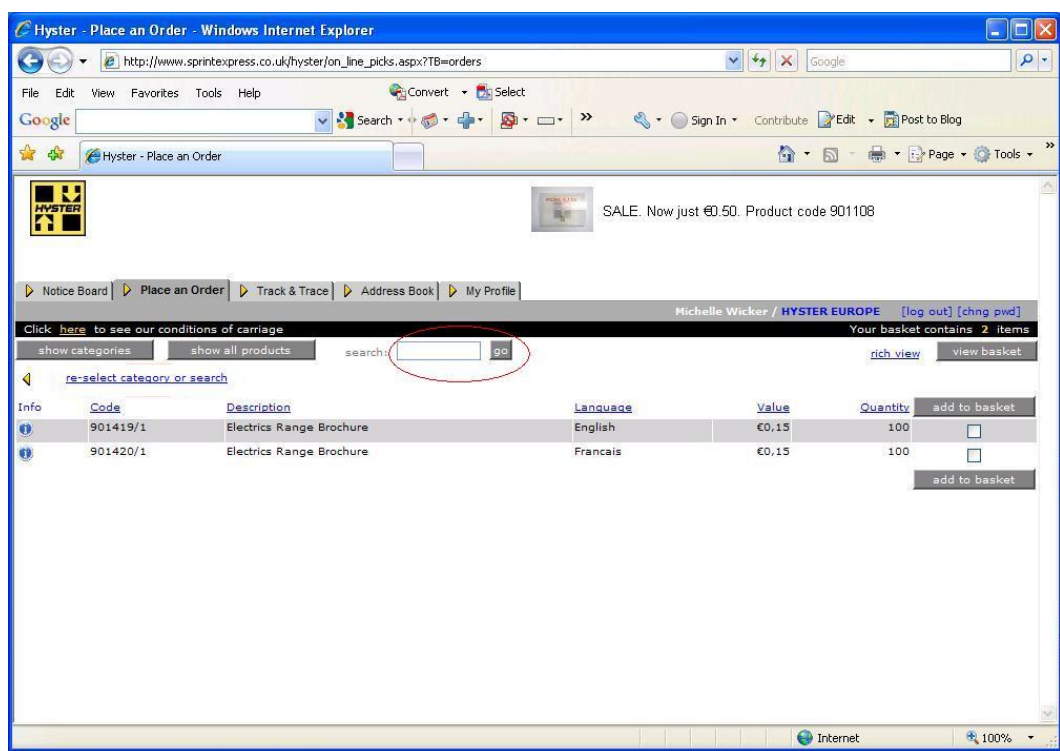 Hyster - Place an Order - Windows Internet Explorer
http://www.sprintexpress.co.uk/hyster/on_line_picks.aspx?TB=orders Google
File Edit View Favorites Tools Help Convert Select
Google Search >> Sign In Contribute Edit Post to Blog
Hyster - Place an Order Page Tools >>
HYSTER
SALE. Now just €0.50. Product code 901108
Notice Board Place an Order Track & Trace Address Book My Profile
Michelle Wicker / HYSTER EUROPE [log out] [chng pwd]
Click here to see our conditions of carriage Your basket contains 2 items
show categories show all products search: go rich view view basket
re-select category or search
Info Code Description Language Value Quantity add to basket
901419/1 Electrics Range Brochure English €0,15 100
901420/1 Electrics Range Brochure Francais €0,15 100
add to basket
Internet 100%